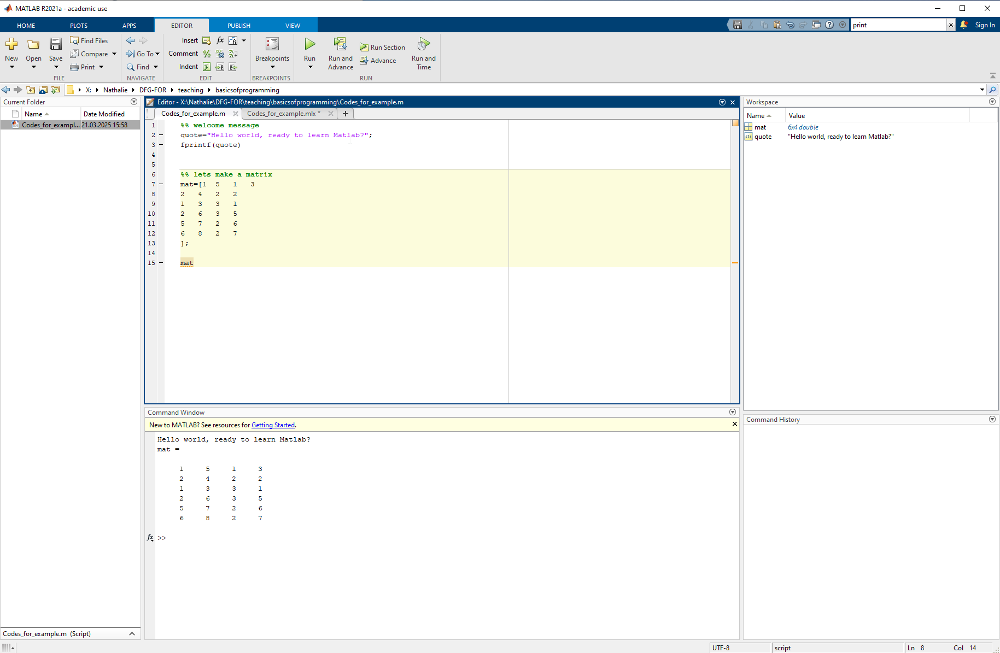 MATLAB R2021a - academic use
HOME PLOTS APPS EDITOR PUBLISH VIEW print Sign In
New Open Save Find Files Compare Print FILE
Go To Find NAVIGATE
Insert fx Comment Indent EDIT
Breakpoints BREAKPOINTS
Run Run and Advance Run Section Advance Run and Time RUN
X: Nathalie DFG-FOR teaching basicsofprogramming
Current Folder
Name Date Modified
Codes_for_exampl... 21.03.2025 15:58
Codes_for_example.m (Script)
Editor - X:\Nathalie\DFG-FOR\teaching\basicsofprogramming\Codes_for_example.m
Codes_for_example.m Codes_for_example.mlx * +
1 %% welcome message
2 – quote="Hello world, ready to learn Matlab?";
3 – fprintf(quote)
4
5
6 %% lets make a matrix
7 – mat=[1 5 1 3
8 2 4 2 2
9 1 3 3 1
10 2 6 3 5
11 5 7 2 6
12 6 8 2 7
13 ];
14
15 – mat
Command Window
New to MATLAB? See resources for Getting Started.
Hello world, ready to learn Matlab?
mat =
1 5 1 3
2 4 2 2
1 3 3 1
2 6 3 5
5 7 2 6
6 8 2 7
fx >>
Workspace
Name Value
mat 6x4 double
str quote "Hello world, ready to learn Matlab?"
Command History
UTF-8 script Ln 8 Col 14